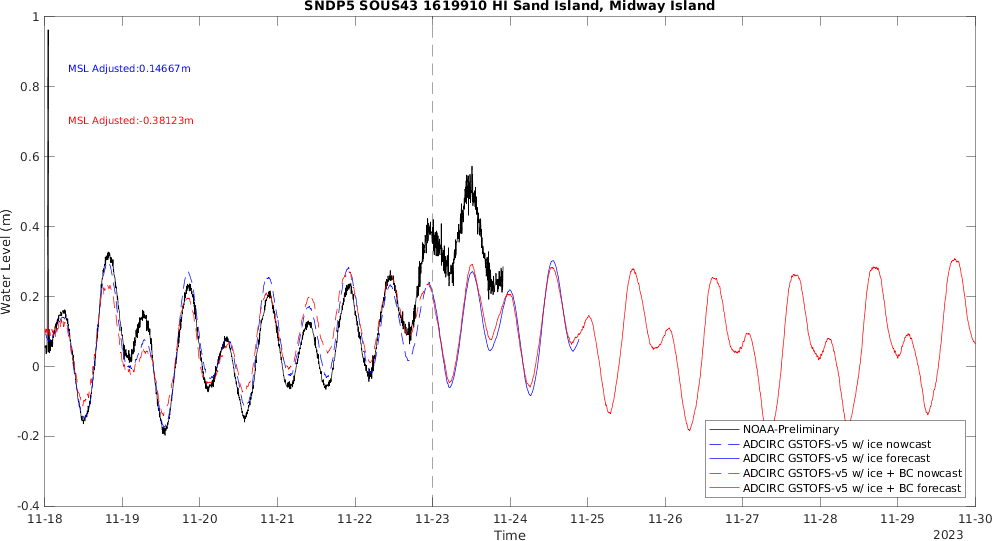 SNDP5 SOUS43 1619910 HI Sand Island, Midway Island
MSL Adjusted:0.14667m
MSL Adjusted:-0.38123m
Water Level (m)
1
0.8
0.6
0.4
0.2
0
-0.2
-0.4
11-18 11-19 11-20 11-21 11-22 11-23 11-24 11-25 11-26 11-27 11-28 11-29 11-30
Time
2023
NOAA-Preliminary
ADCIRC GSTOFS-v5 w/ ice nowcast
ADCIRC GSTOFS-v5 w/ ice forecast
ADCIRC GSTOFS-v5 w/ ice + BC nowcast
ADCIRC GSTOFS-v5 w/ ice + BC forecast